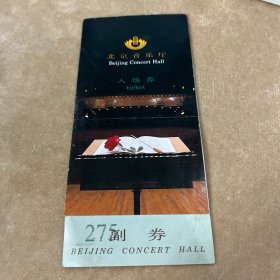 北京音乐厅
Beijing Concert Hall
入场券
ticket
275
副 券
BEIJING CONCERT HALL